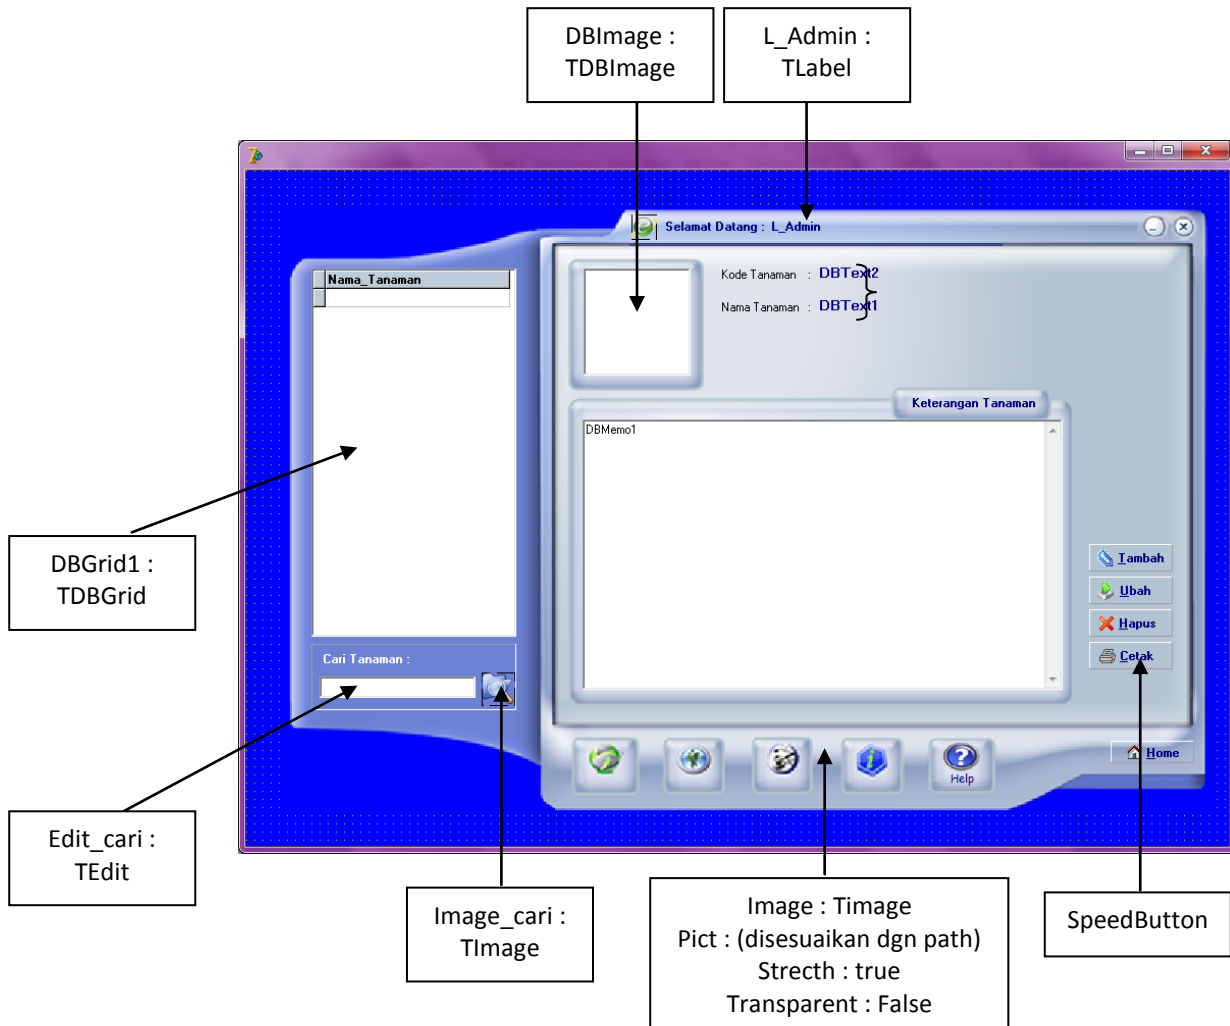 DBImage :
TDBImage
L_Admin :
TLabel
Selamat Datang : L_Admin
Nama_Tanaman
Kode Tanaman : DBText2
Nama Tanaman : DBText1
Keterangan Tanaman
DBMemo1
DBGrid1 :
TDBGrid
Tambah
Ubah
Hapus
Cetak
Cari Tanaman :
Home
Help
Edit_cari :
TEdit
Image_cari :
TImage
Image : Timage
Pict : (disesuaikan dgn path)
Strecth : true
Transparent : False
SpeedButton